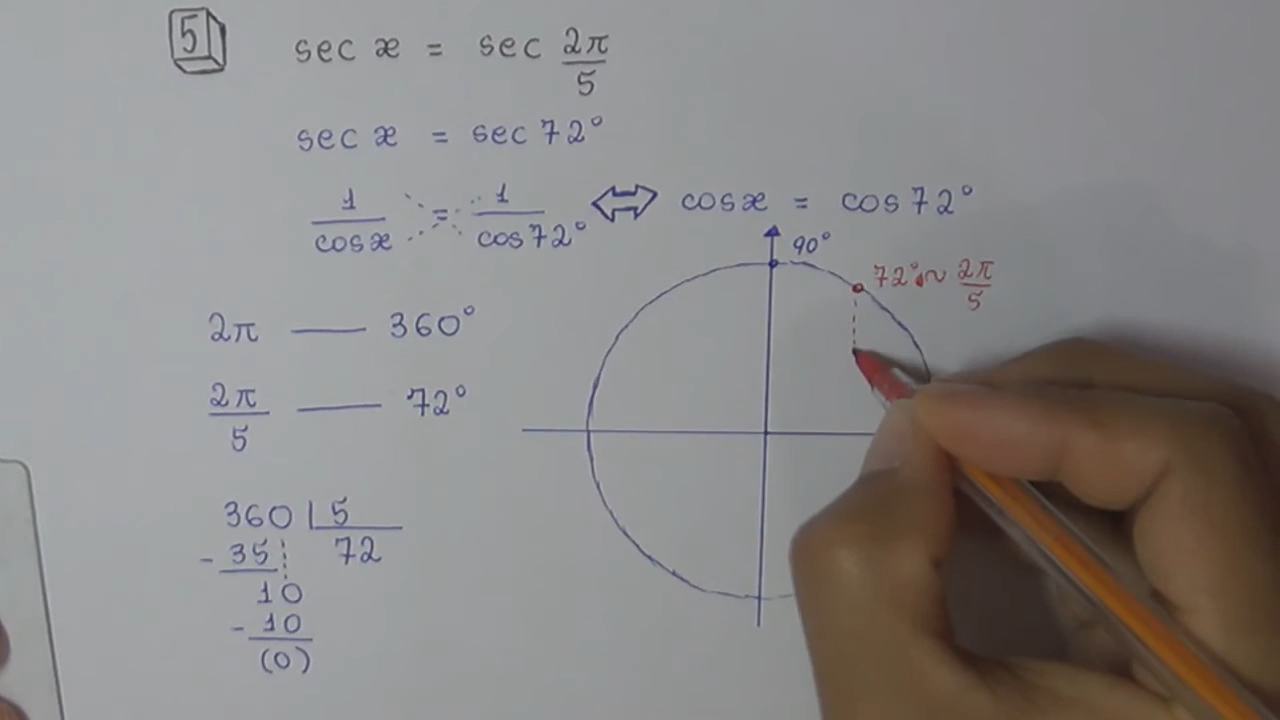 5 sec x = sec 2π/5
sec x = sec 72°
1/cos x = 1/cos 72° ⇔ cos x = cos 72°
90°
72° ~ 2π/5
2π — 360°
2π/5 — 72°
360 | 5
- 35 72
10
- 10
(0)